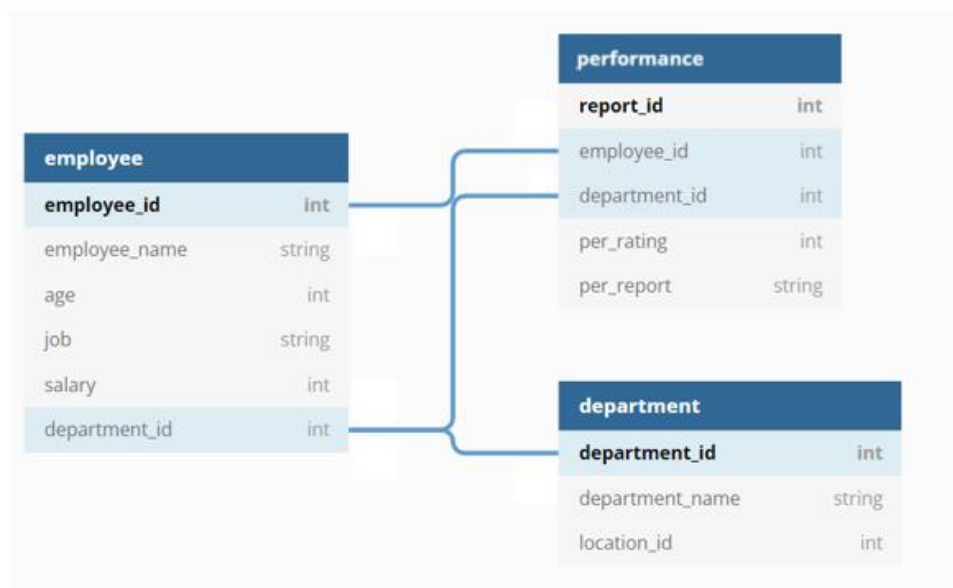 employee
employee_id int
employee_name string
age int
job string
salary int
department_id int
performance
report_id int
employee_id int
department_id int
per_rating int
per_report string
department
department_id int
department_name string
location_id int